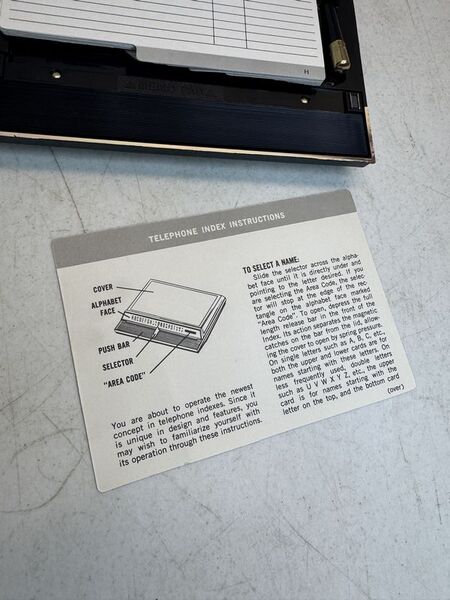 H
TELEPHONE INDEX INSTRUCTIONS
COVER
ALPHABET
FACE
PUSH BAR
SELECTOR
"AREA CODE"
You are about to operate the newest
concept in telephone indexes. Since it
is unique in design and features, you
may wish to familiarize yourself with
its operation through these instructions.
TO SELECT A NAME:
Slide the selector across the alpha-
bet face until it is directly under and
pointing to the letter desired. If you
are selecting the Area Code, the selec-
tor will stop at the edge of the rec-
tangle on the alphabet face marked
"Area Code". To open, depress the full
length release bar in the front of the
Index. Its action separates the magnetic
catches on the bar from the lid, allow-
ing the cover to open by spring pressure.
On single letters such as A, B, C, etc.,
both the upper and lower cards are for
names starting with these letters. On
less frequently used, double letters
such as U V W X Y Z, etc., the upper
card is for names starting with the
letter on the top, and the bottom card
(over)